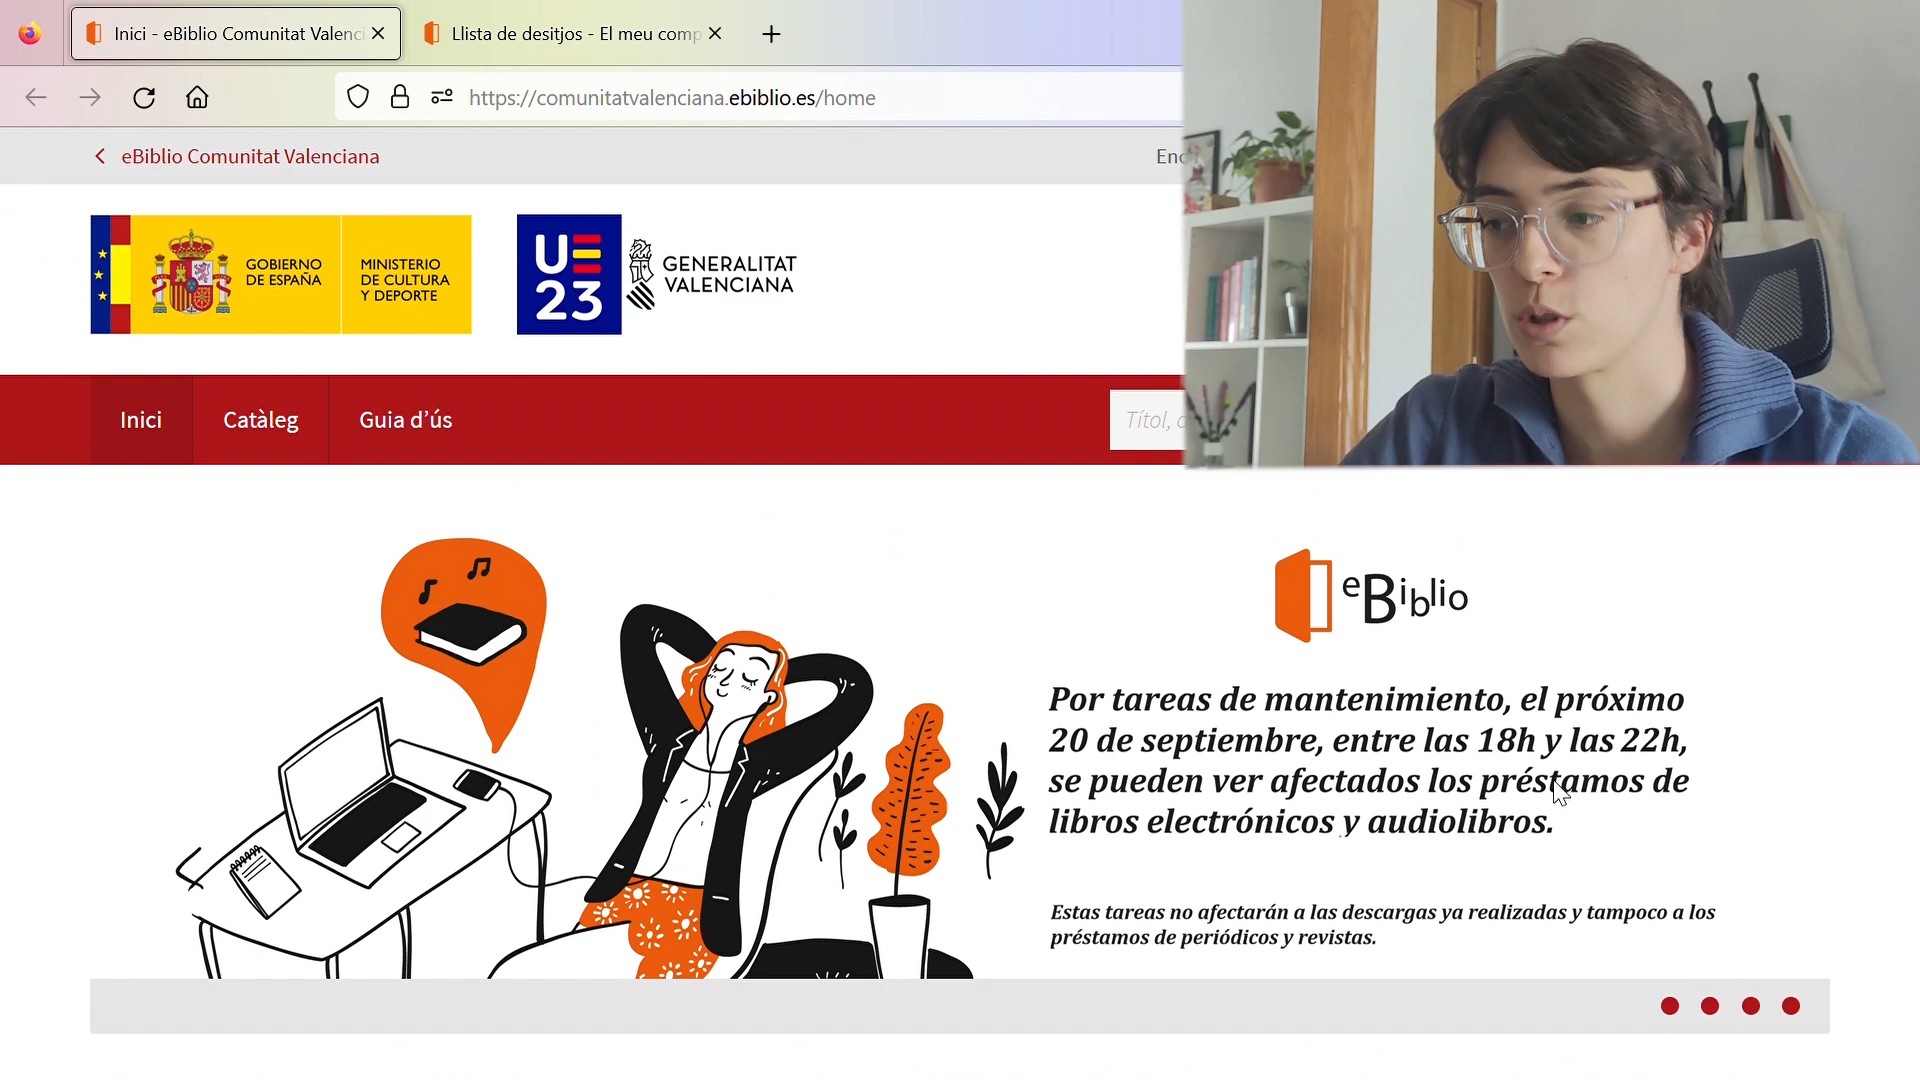 Inici - eBiblio Comunitat Valenci
Llista de desitjos - El meu comp
https://comunitatvalenciana.ebiblio.es/home
eBiblio Comunitat Valenciana
GOBIERNO
DE ESPAÑA
MINISTERIO
DE CULTURA
Y DEPORTE
UE
23
GENERALITAT
VALENCIANA
Inici
Catàleg
Guia d’ús
Títol,
eBiblio
Por tareas de mantenimiento, el próximo
20 de septiembre, entre las 18h y las 22h,
se pueden ver afectados los préstamos de
libros electrónicos y audiolibros.
Estas tareas no afectarán a las descargas ya realizadas y tampoco a los
préstamos de periódicos y revistas.